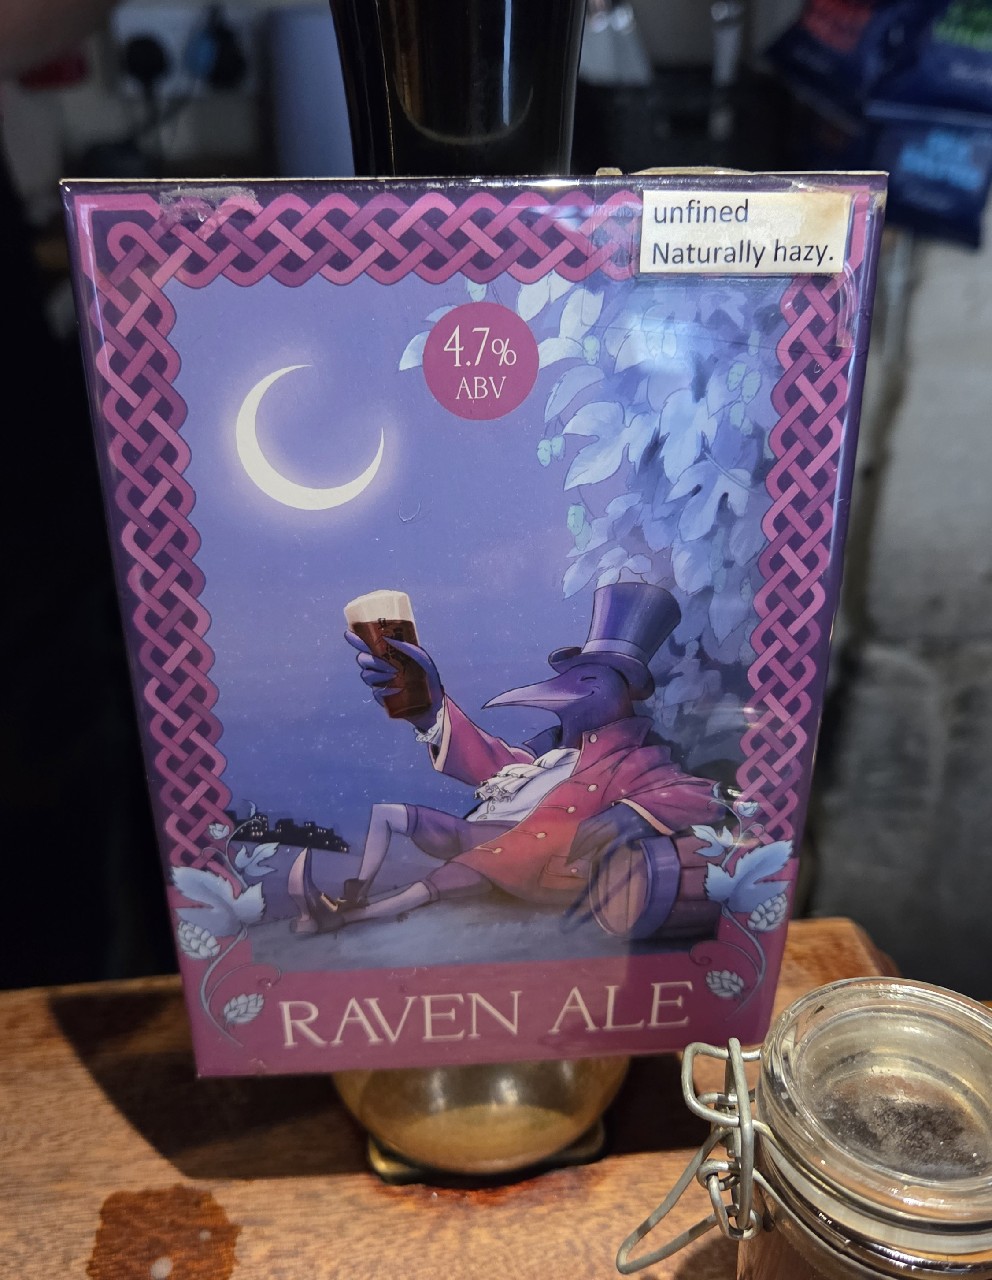 unfined
Naturally hazy.
4.7%
ABV
RAVEN ALE